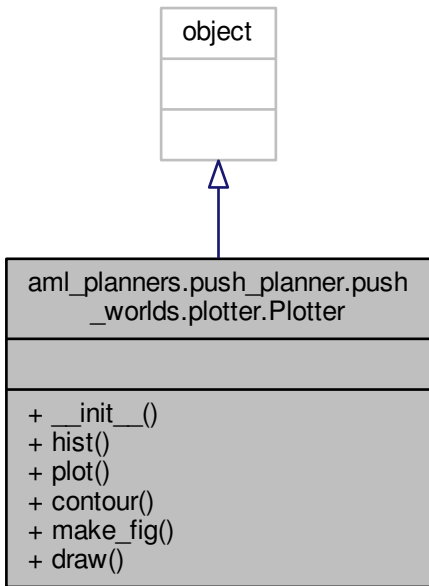 object
aml_planners.push_planner.push
_worlds.plotter.Plotter
+ __init__()
+ hist()
+ plot()
+ contour()
+ make_fig()
+ draw()